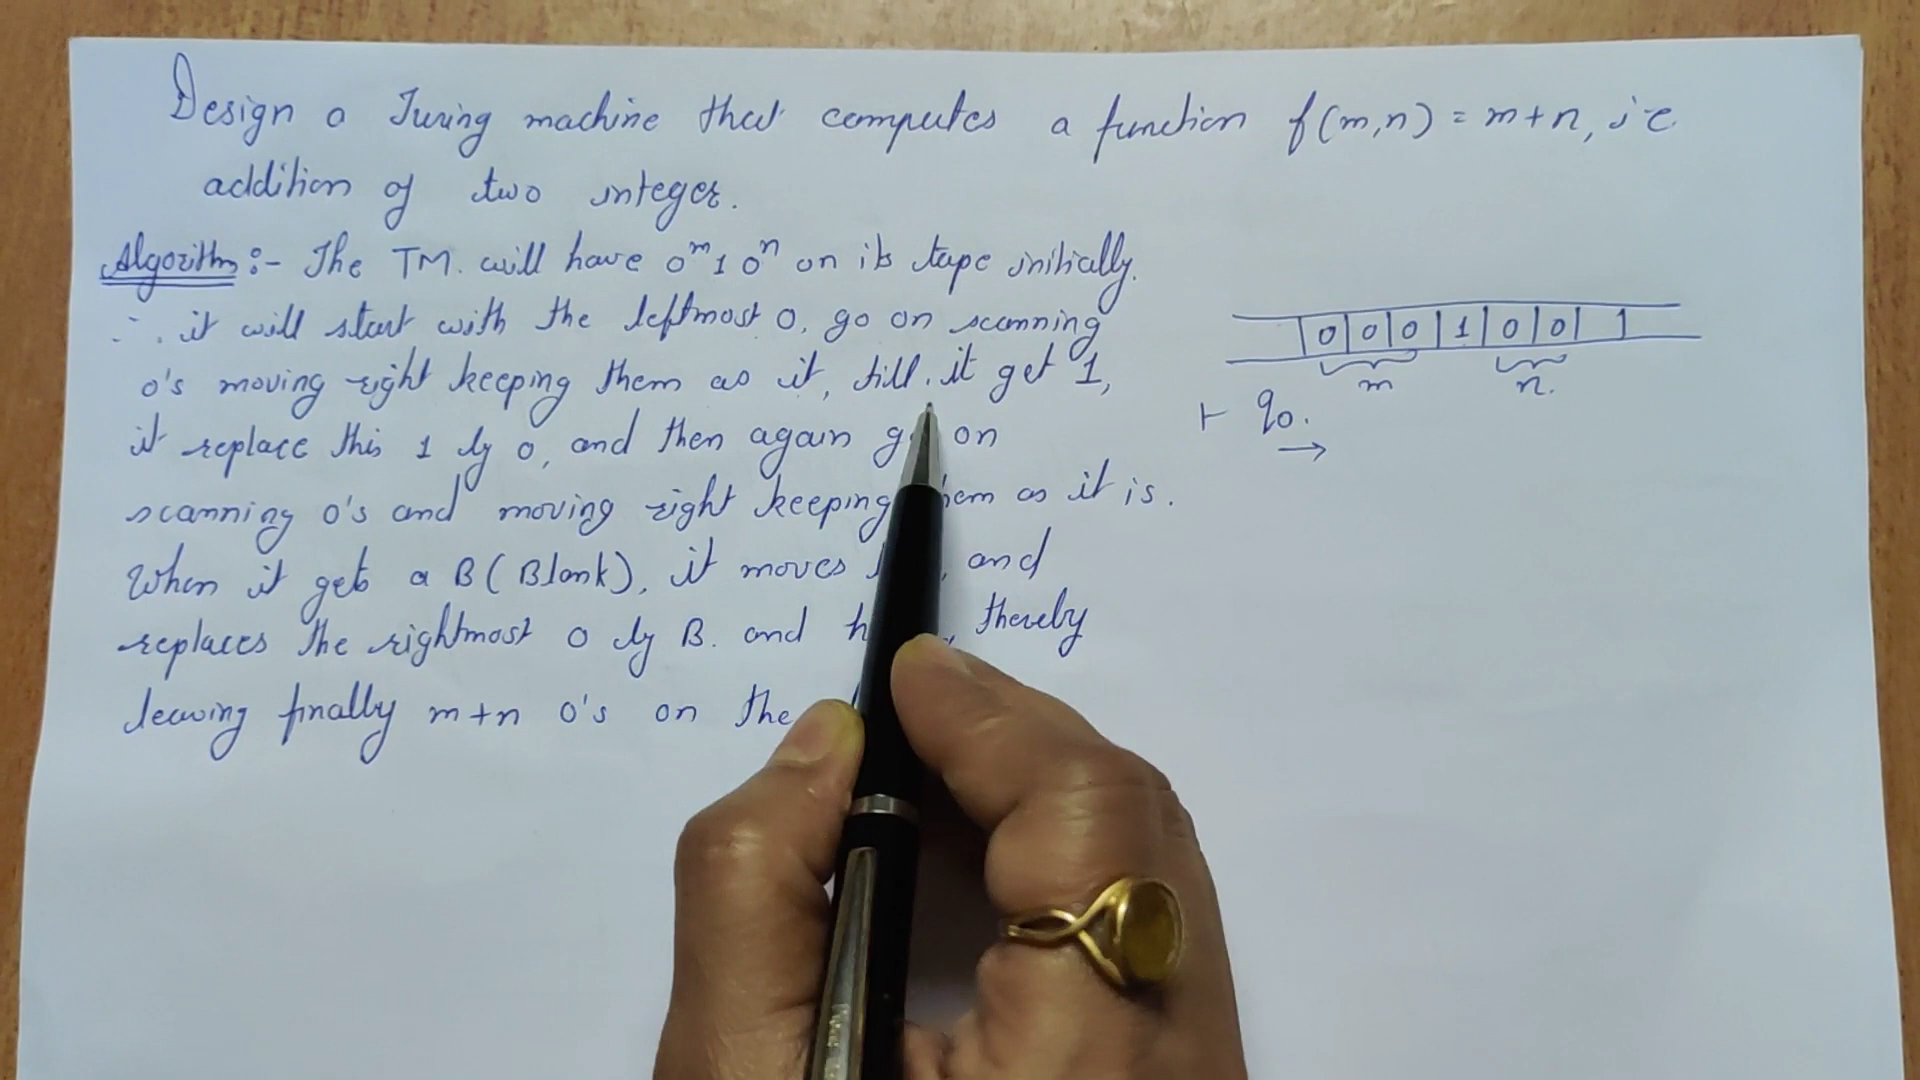 Design a Turing machine that computes a function f(m,n) = m+n, i.e.
addition of two integer.
Algorithm :- The TM. will have 0^m 1 0^n on its tape initially.
∴ it will start with the leftmost 0, go on scanning
0's moving right keeping them as it, till it get 1,
it replace this 1 by 0, and then again on
scanning 0's and moving right keeping as it is.
When it gets a B (Blank), it moves , and
replaces the rightmost 0 by B. and thereby
leaving finally m+n 0's on the
0 0 0 1 0 0
m n.
⊢ q0.
→